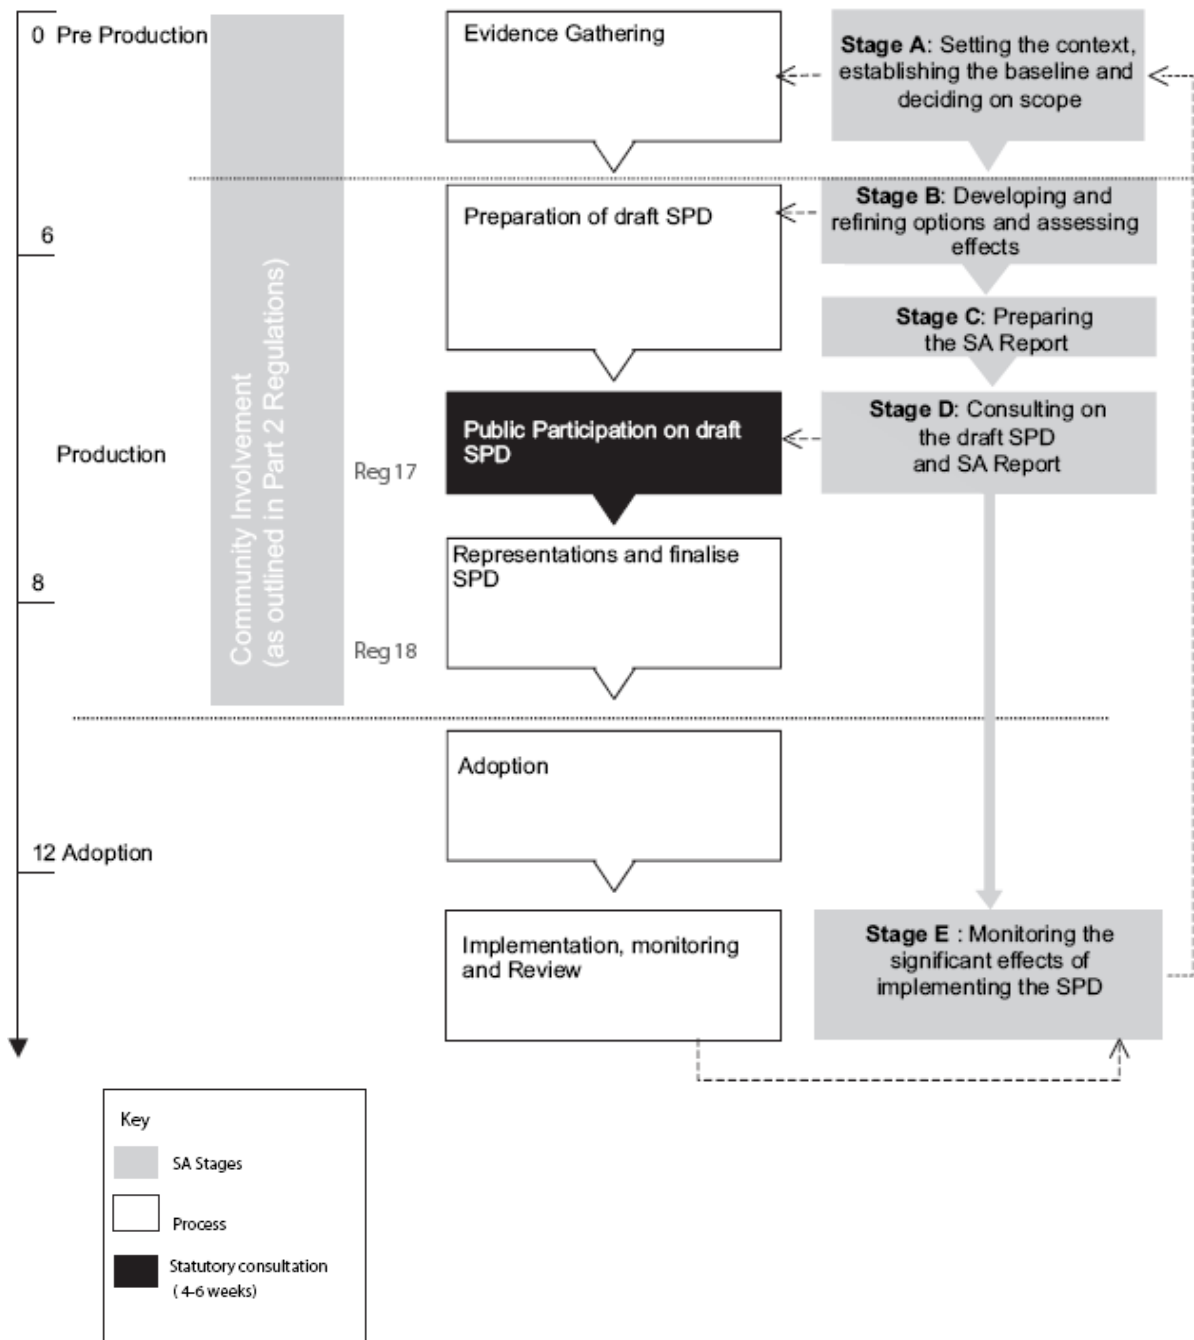 0 Pre Production
6
Production
8
12 Adoption
Community Involvement
(as outlined in Part 2 Regulations)
Reg 17
Reg 18
Evidence Gathering
Preparation of draft SPD
Public Participation on draft
SPD
Representations and finalise
SPD
Adoption
Implementation, monitoring
and Review
Stage A: Setting the context,
establishing the baseline and
deciding on scope
Stage B: Developing and
refining options and assessing
effects
Stage C: Preparing
the SA Report
Stage D: Consulting on
the draft SPD
and SA Report
Stage E : Monitoring the
significant effects of
implementing the SPD
Key
SA Stages
Process
Statutory consultation
( 4-6 weeks)